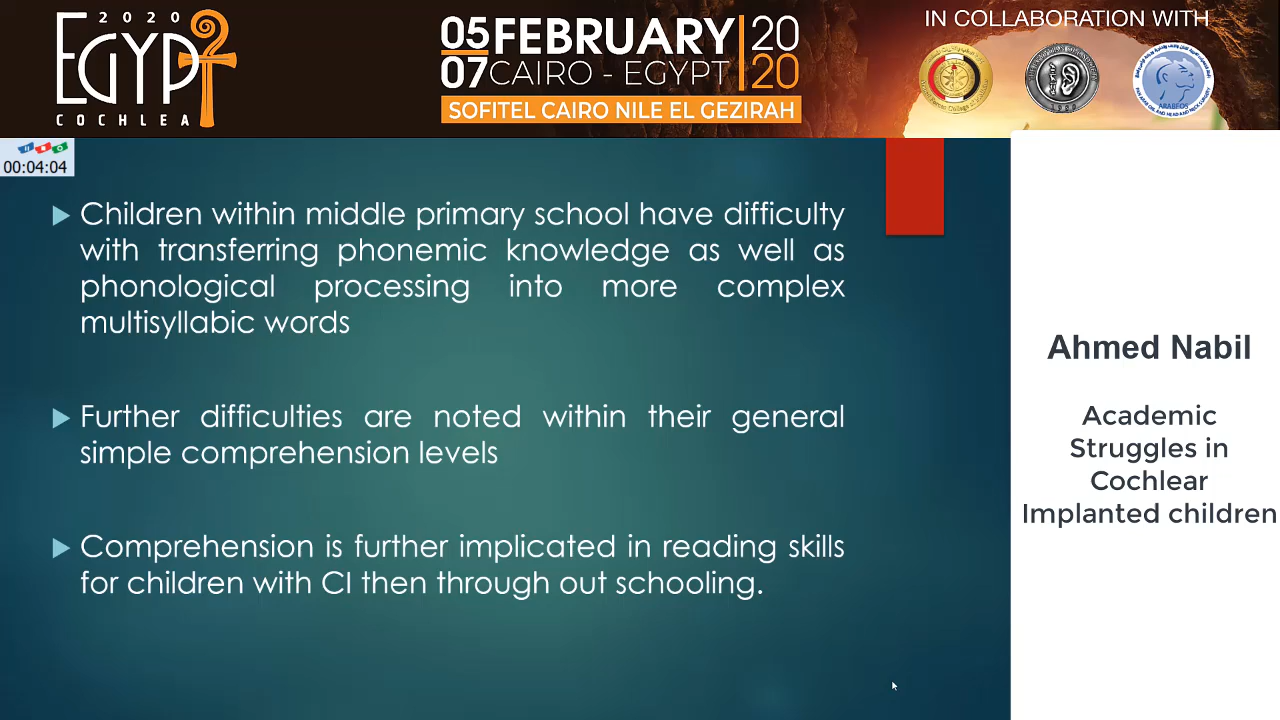 2020
EGYPT
COCHLEA
05 FEBRUARY 20
07 CAIRO - EGYPT 20
SOFITEL CAIRO NILE EL GEZIRAH
IN COLLABORATION WITH
ARABFOS
00:04:04
Children within middle primary school have difficulty
with transferring phonemic knowledge as well as
phonological processing into more complex
multisyllabic words
Further difficulties are noted within their general
simple comprehension levels
Comprehension is further implicated in reading skills
for children with CI then through out schooling.
Ahmed Nabil
Academic
Struggles in
Cochlear
Implanted children